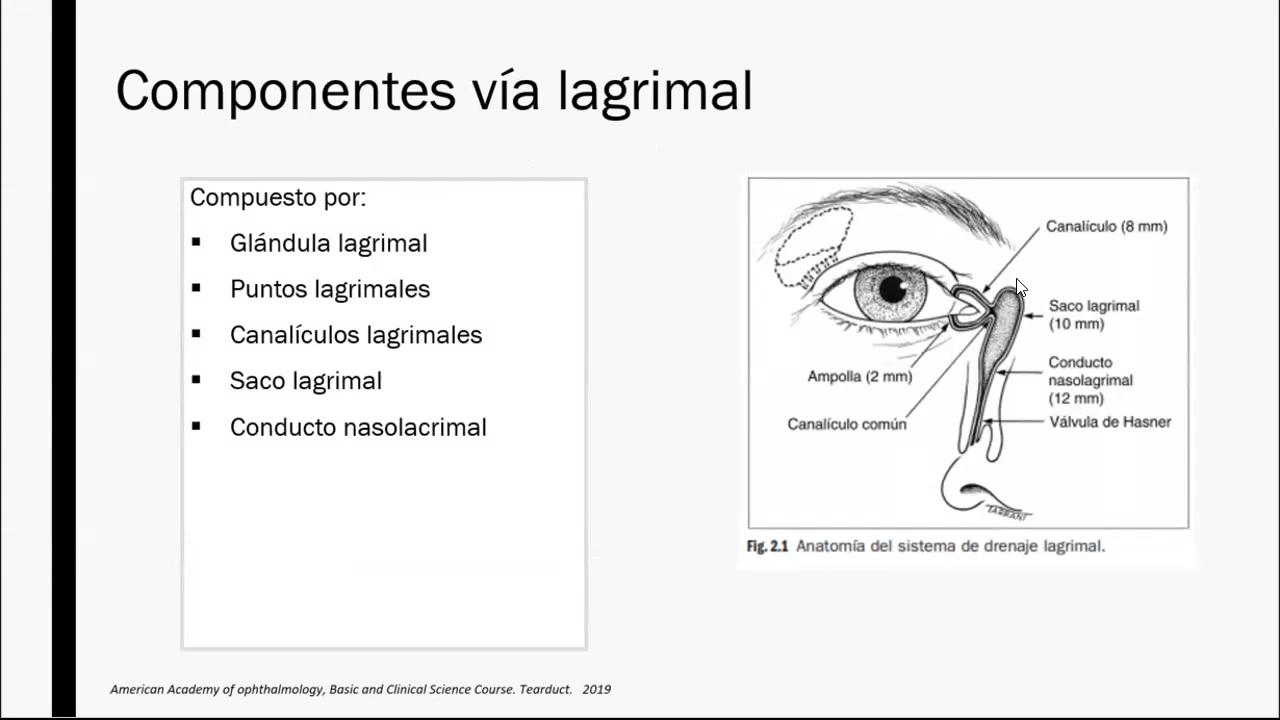 Componentes vía lagrimal
Compuesto por:
▪ Glándula lagrimal
▪ Puntos lagrimales
▪ Canalículos lagrimales
▪ Saco lagrimal
▪ Conducto nasolacrimal
Canalículo (8 mm)
Saco lagrimal
(10 mm)
Conducto
nasolagrimal
(12 mm)
Válvula de Hasner
Ampolla (2 mm)
Canalículo común
TARRANT
Fig. 2.1 Anatomía del sistema de drenaje lagrimal.
American Academy of ophthalmology, Basic and Clinical Science Course. Tearduct. 2019